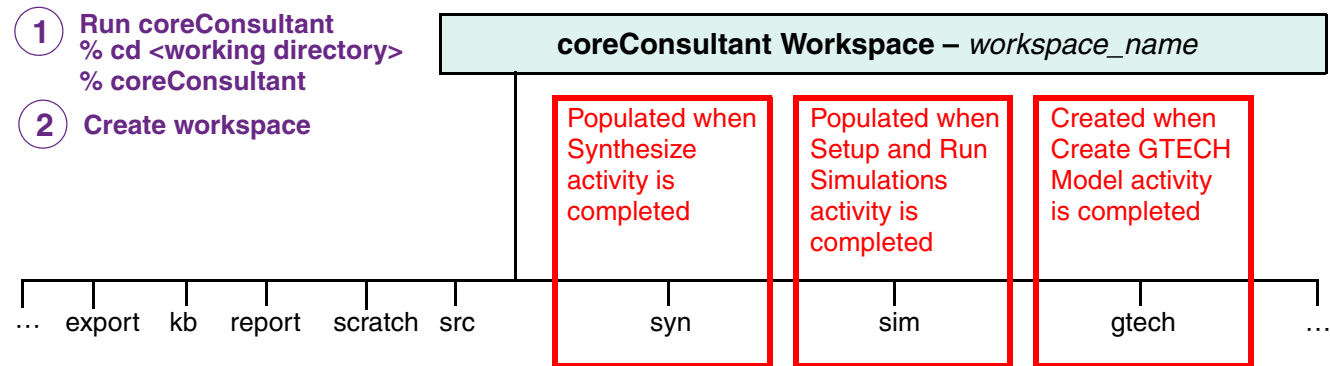 1 Run coreConsultant
% cd <working directory>
% coreConsultant
2 Create workspace
coreConsultant Workspace – workspace_name
Populated when
Synthesize
activity is
completed
Populated when
Setup and Run
Simulations
activity is
completed
Created when
Create GTECH
Model activity
is completed
... export kb report scratch src syn sim gtech ...